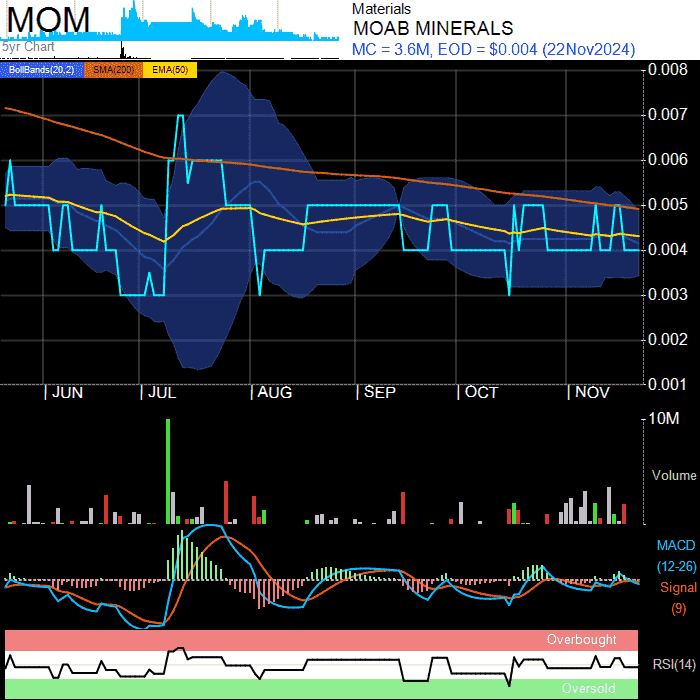 MOM
5yr Chart
Materials
MOAB MINERALS
MC = 3.6M, EOD = $0.004 (22Nov2024)
BollBands(20,2) SMA(200) EMA(50)
0.008
0.007
0.006
0.005
0.004
0.003
0.002
0.001
JUN JUL AUG SEP OCT NOV
10M
Volume
MACD
(12-26)
Signal
(9)
Overbought
RSI(14)
Oversold